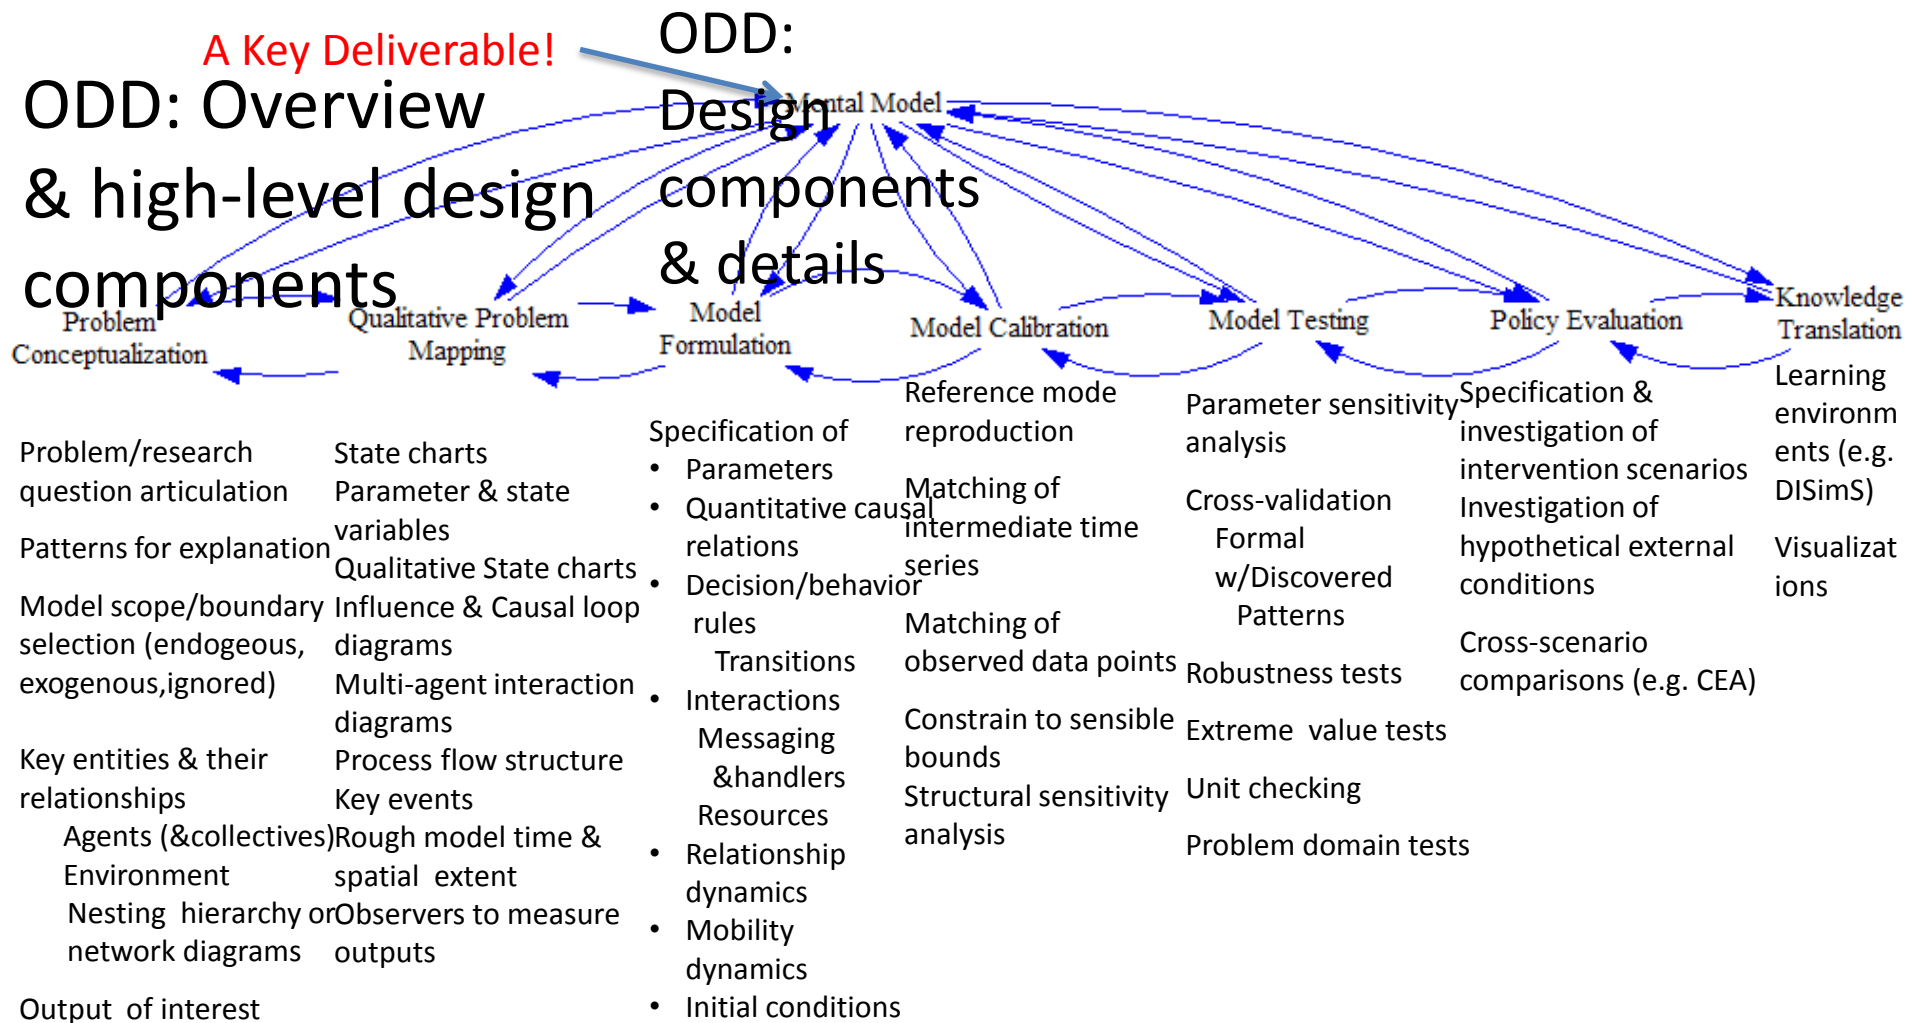 A Key Deliverable!
ODD: Overview
& high-level design
components
ODD:
Design
components
& details
Mental Model
Problem
Conceptualization
Qualitative Problem
Mapping
Model
Formulation
Model Calibration
Model Testing
Policy Evaluation
Knowledge
Translation
Problem/research
question articulation
Patterns for explanation
Model scope/boundary
selection (endogeous,
exogenous,ignored)
Key entities & their
relationships
Agents (&collectives)
Environment
Nesting  hierarchy or
network diagrams
Output  of interest
State charts
Parameter & state
variables
Qualitative State charts
Influence & Causal loop
diagrams
Multi-agent interaction
diagrams
Process flow structure
Key events
Rough model time &
spatial  extent
Observers to measure
outputs
Specification of
• Parameters
• Quantitative causal
relations
• Decision/behavior
rules
Transitions
• Interactions
Messaging
&handlers
Resources
• Relationship
dynamics
• Mobility
dynamics
• Initial conditions
Reference mode
reproduction
Matching of
intermediate time
series
Matching of
observed data points
Constrain to sensible
bounds
Structural sensitivity
analysis
Parameter sensitivity
analysis
Cross-validation
Formal
w/Discovered
Patterns
Robustness tests
Extreme  value tests
Unit checking
Problem domain tests
Specification &
investigation of
intervention scenarios
Investigation of
hypothetical external
conditions
Cross-scenario
comparisons (e.g. CEA)
Learning
environm
ents (e.g.
DISimS)
Visualizat
ions